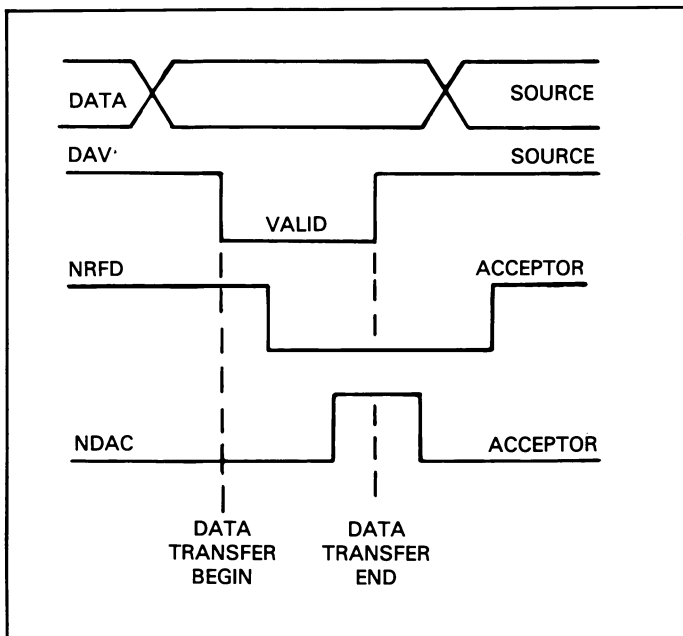 DATA SOURCE
DAV SOURCE
VALID
NRFD ACCEPTOR
NDAC ACCEPTOR
DATA DATA
TRANSFER TRANSFER
BEGIN END